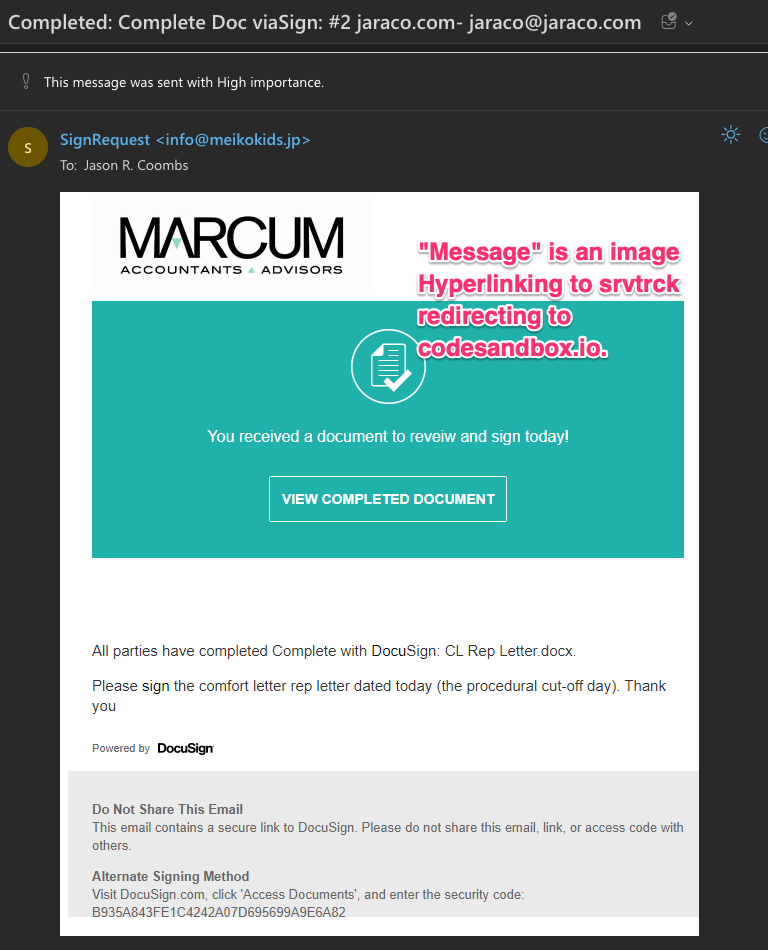 Completed: Complete Doc viaSign: #2 jaraco.com- jaraco@jaraco.com
This message was sent with High importance.
S
SignRequest <info@meikokids.jp>
To: Jason R. Coombs
MARCUM
ACCOUNTANTS ADVISORS
"Message" is an image
Hyperlinking to srvtrck
redirecting to
codesandbox.io.
You received a document to reveiw and sign today!
VIEW COMPLETED DOCUMENT
All parties have completed Complete with DocuSign: CL Rep Letter.docx.
Please sign the comfort letter rep letter dated today (the procedural cut-off day). Thank
you
Powered by DocuSign
Do Not Share This Email
This email contains a secure link to DocuSign. Please do not share this email, link, or access code with
others.
Alternate Signing Method
Visit DocuSign.com, click 'Access Documents', and enter the security code:
B935A843FE1C4242A07D695699A9E6A82